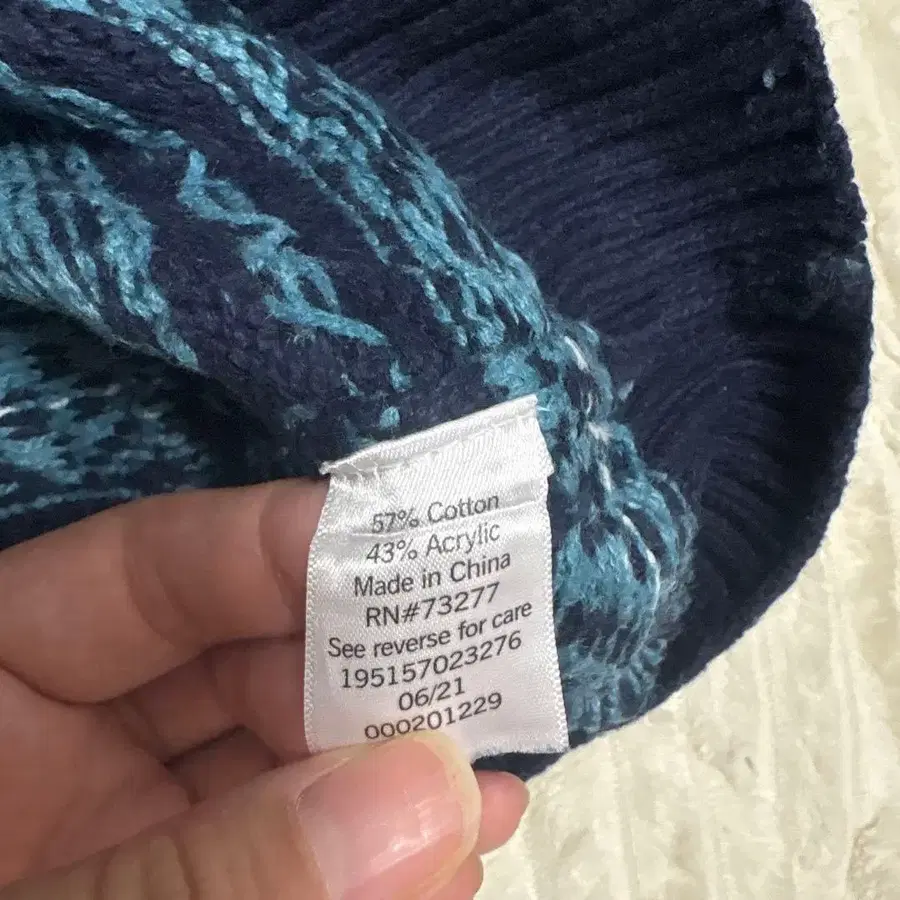 57% Cotton
43% Acrylic
Made in China
RN#73277
See reverse for care
195157023276
06/21
000201229